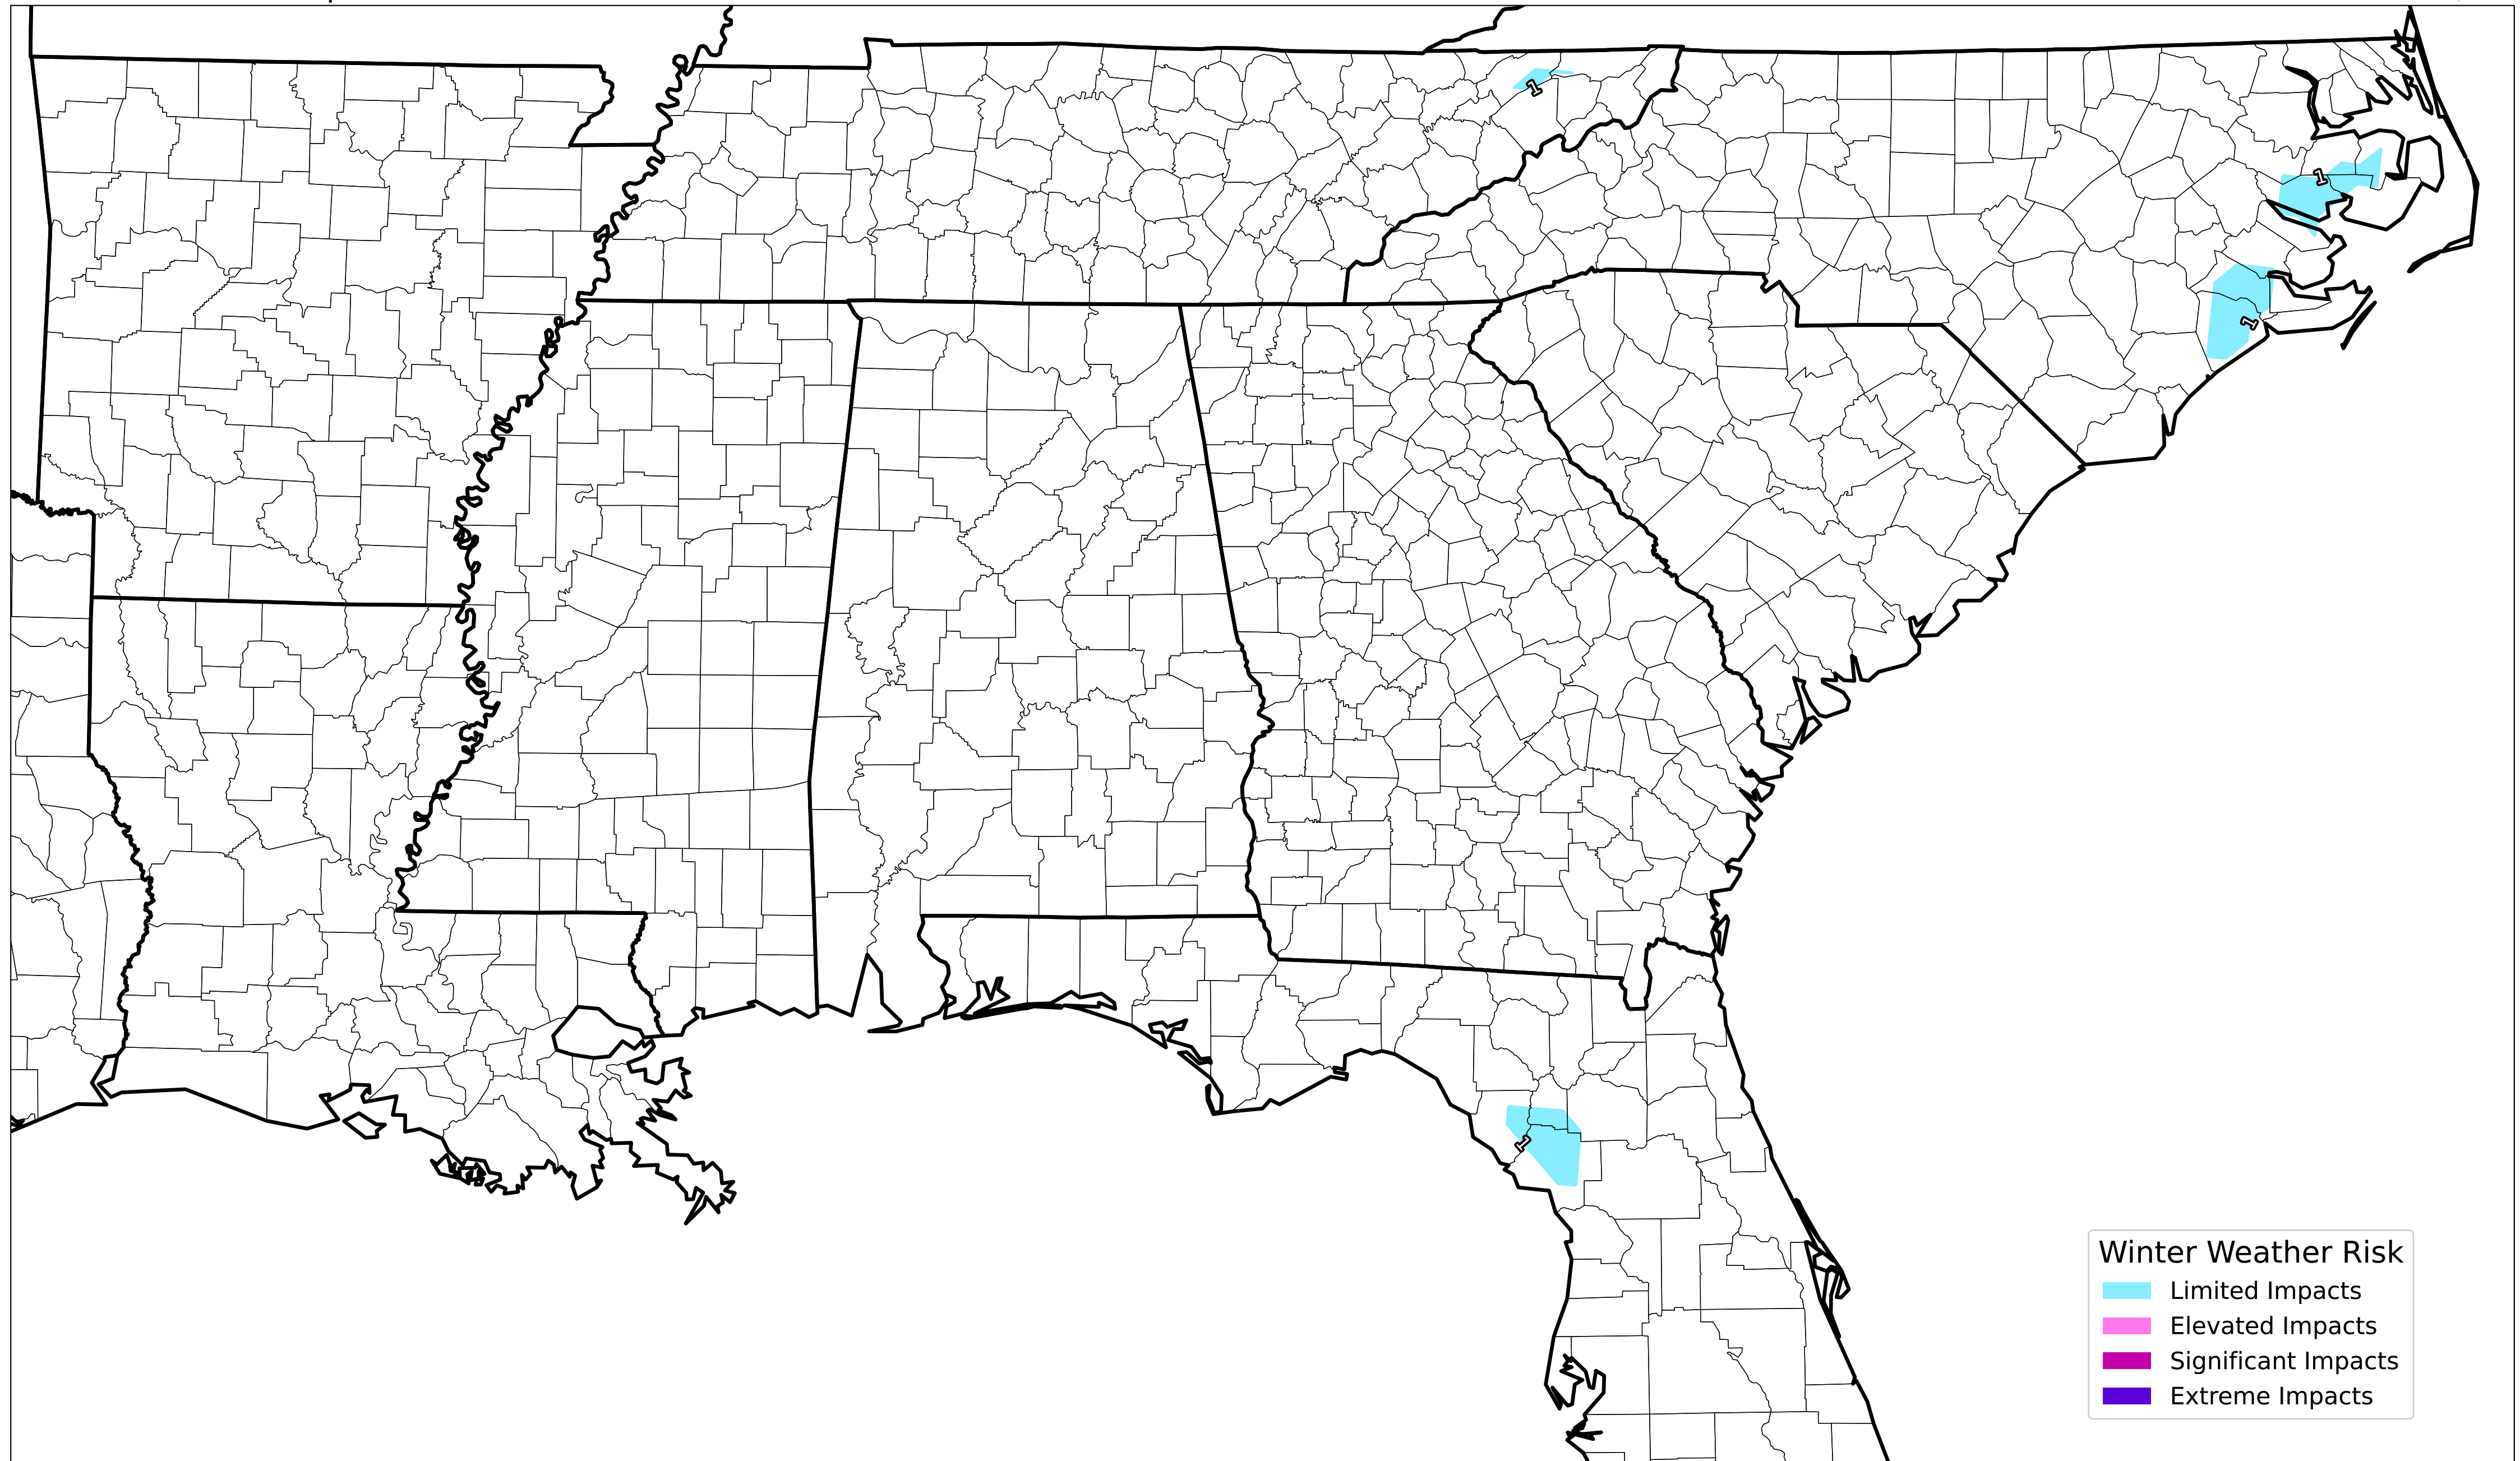 1
1
1
1
Winter Weather Risk
Limited Impacts
Elevated Impacts
Significant Impacts
Extreme Impacts